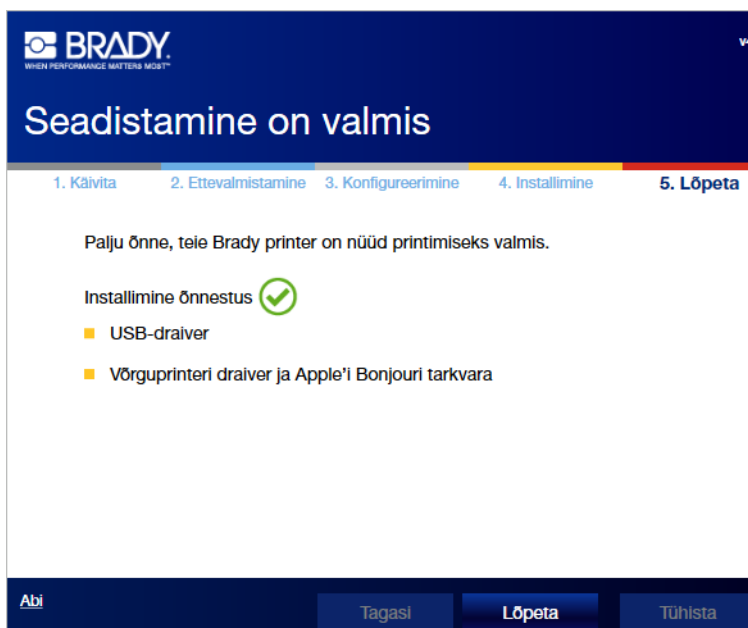 BRADY.
WHEN PERFORMANCE MATTERS MOST™
Seadistamine on valmis
1. Käivita 2. Ettevalmistamine 3. Konfigureerimine 4. Installimine 5. Lõpeta
Palju õnne, teie Brady printer on nüüd printimiseks valmis.
Installimine õnnestus
USB-draiver
Võrguprinteri draiver ja Apple’i Bonjouri tarkvara
Abi Tagasi Lõpeta Tühista